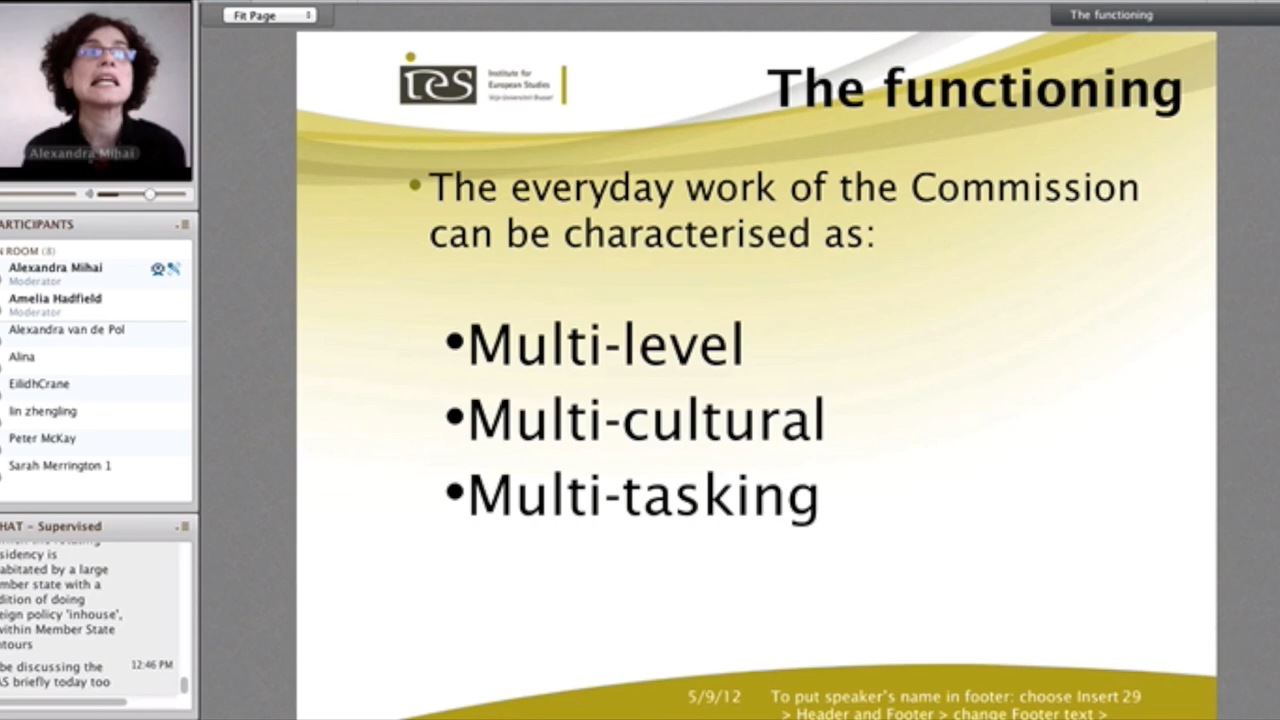 Fit Page
The functioning
Alexandra Mihai
ARTICIPANTS
N ROOM (8)
Alexandra Mihai
Moderator
Amelia Hadfield
Moderator
Alexandra van de Pol
Alina
EilidhCrane
lin zhengling
Peter McKay
Sarah Merrington 1
HAT - Supervised
sidency is
abitated by a large
mber state with a
dition of doing
eign policy 'inhouse',
within Member State
ntours
be discussing the 12:46 PM
AS briefly today too
ies
Institute for
European Studies
Vrije Universiteit Brussel
The functioning
• The everyday work of the Commission
can be characterised as:
•Multi-level
•Multi-cultural
•Multi-tasking
5/9/12 To put speaker's name in footer: choose Insert 29
> Header and Footer > change Footer text >